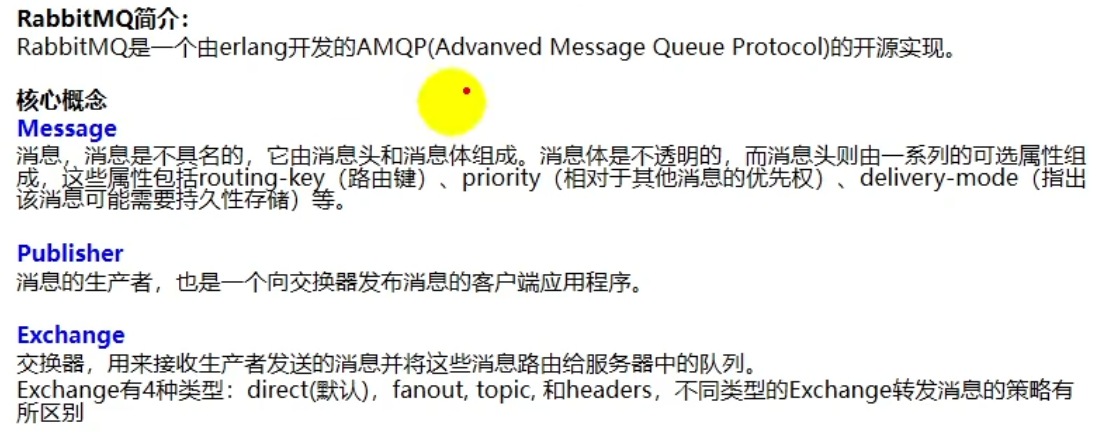 RabbitMQ简介：
RabbitMQ是一个由erlang开发的AMQP(Advanved Message Queue Protocol)的开源实现。
核心概念
Message
消息，消息是不具名的，它由消息头和消息体组成。消息体是不透明的，而消息头则由一系列的可选属性组
成，这些属性包括routing-key（路由键）、priority（相对于其他消息的优先权）、delivery-mode（指出
该消息可能需要持久性存储）等。
Publisher
消息的生产者，也是一个向交换器发布消息的客户端应用程序。
Exchange
交换器，用来接收生产者发送的消息并将这些消息路由给服务器中的队列。
Exchange有4种类型：direct(默认)，fanout, topic, 和headers，不同类型的Exchange转发消息的策略有
所区别